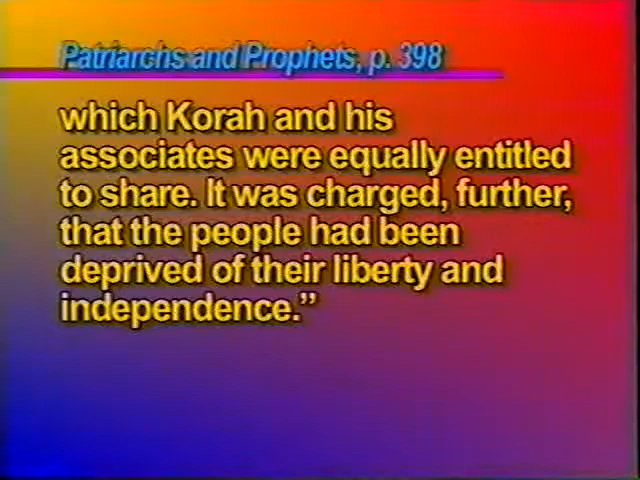 Patriarchs and Prophets, p. 398
which Korah and his
associates were equally entitled
to share. It was charged, further,
that the people had been
deprived of their liberty and
independence.”